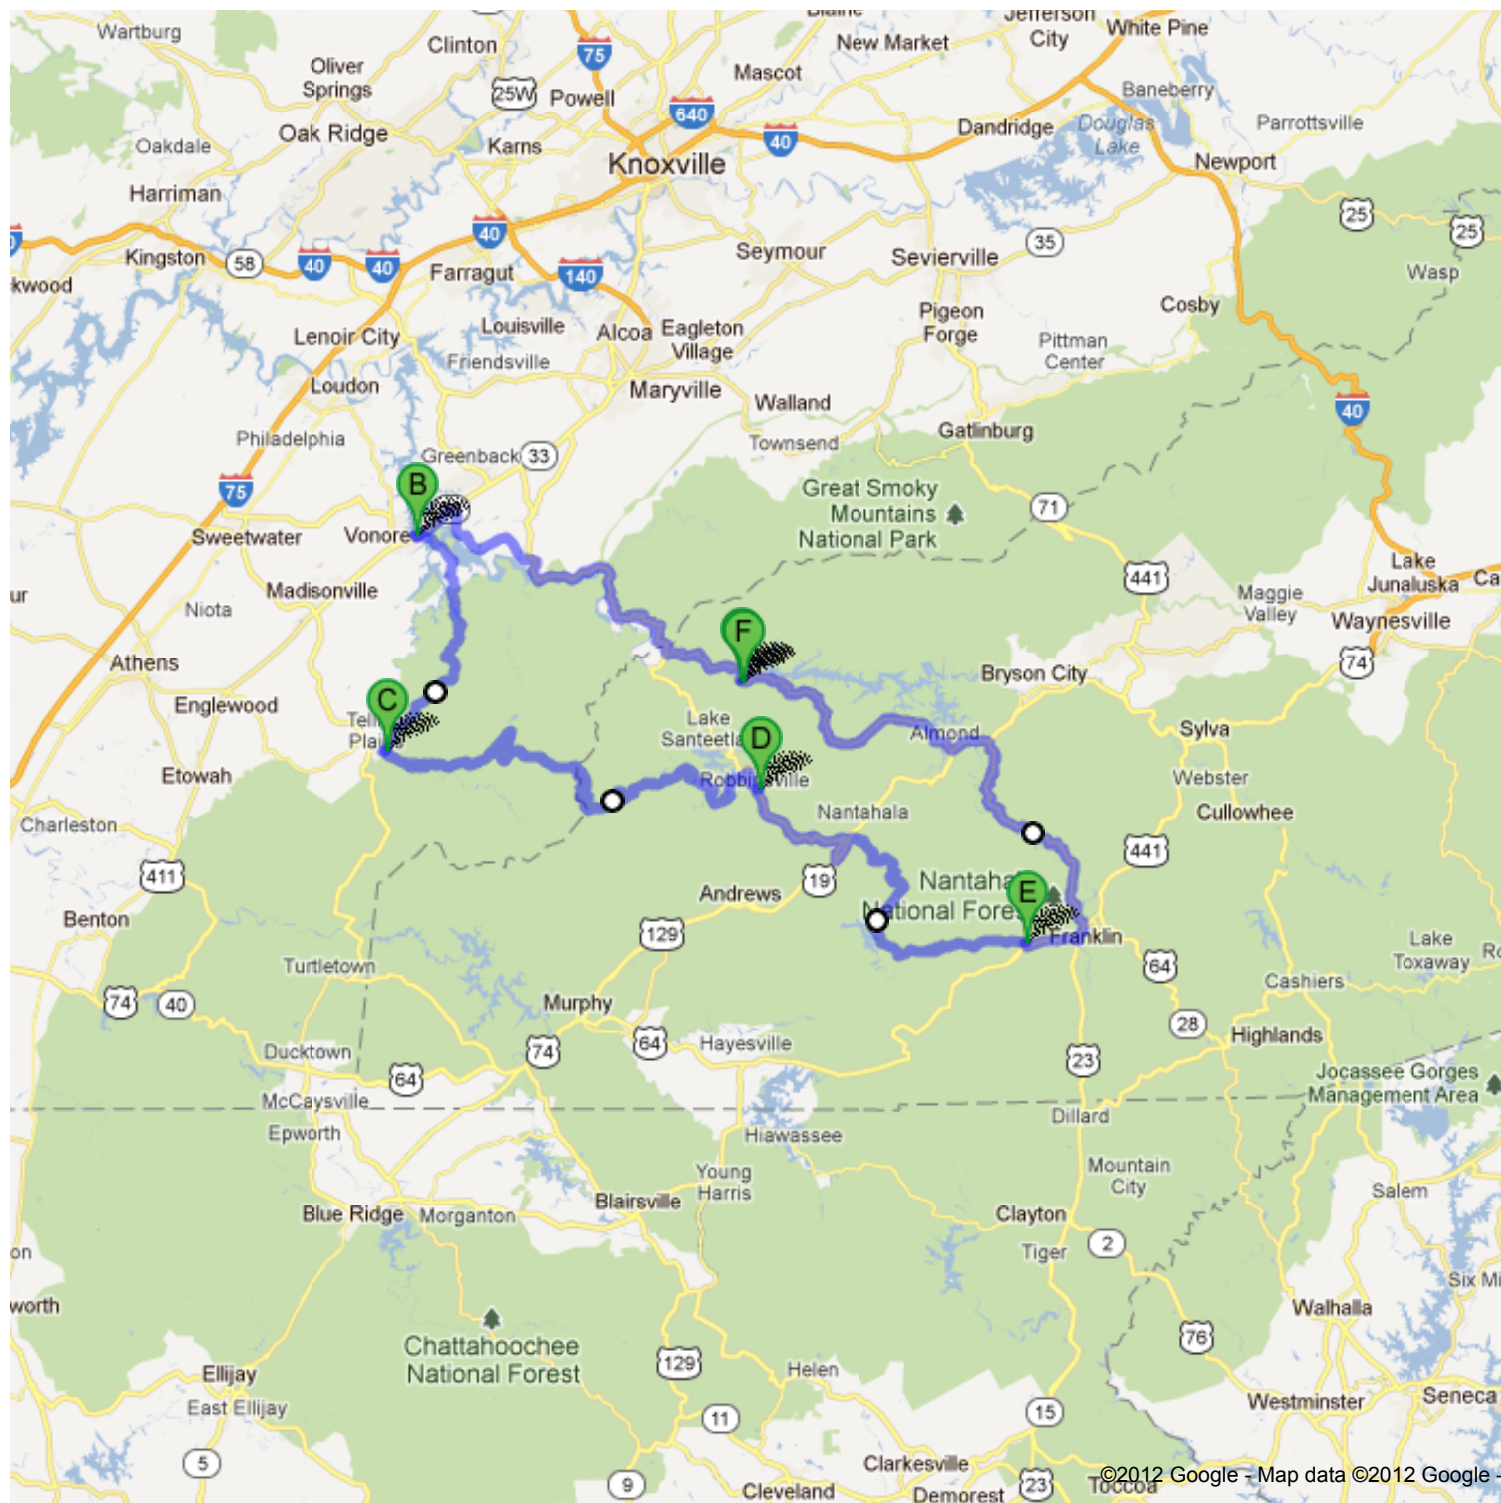 Wartburg
Clinton
75
New Market
City
White Pine
Oliver
Springs
25W
Powell
Mascot
Baneberry
640
Oak Ridge
Karns
40
Dandridge
Douglas
Lake
Parrottsville
Oakdale
Knoxville
Newport
Harriman
25
25
40
Kingston
58
40
40
Farragut
140
Seymour
Sevierville
35
Wasp
kwood
Lenoir City
Louisville
Alcoa
Eagleton
Village
Pigeon
Forge
Cosby
Pittman
Center
Friendsville
Loudon
Maryville
Walland
40
Philadelphia
Townsend
Gatlinburg
Greenback
33
75
B
Great Smoky
Mountains
National Park
71
Sweetwater
Vonore
441
Lake
Junaluska
Ca
ur
Madisonville
Maggie
Valley
Niota
Waynesville
F
Athens
74
Bryson City
Englewood
C
Lake
D
Almond
Sylva
Etowah
Webster
Nantahala
Cullowhee
Charleston
441
411
19
Andrews
E
National
Benton
129
Franklin
Turtletown
64
Lake
Toxaway
74
40
Murphy
Cashiers
28
64
Hayesville
Highlands
Ducktown
74
64
23
Jocassee Gorges
Management Area
McCaysville
Dillard
Epworth
Hiawassee
Young
Harris
Mountain
City
Blairsville
Salem
Blue Ridge
Morganton
Clayton
on
2
Tiger
Six Mi
worth
Walhalla
76
Chattahoochee
National Forest
129
Ellijay
Helen
East Ellijay
Westminster
Seneca
11
15
5
9
Clarkesville
23
Cleveland
Demorest
Toccoa
©2012 Google - Map data ©2012 Google -